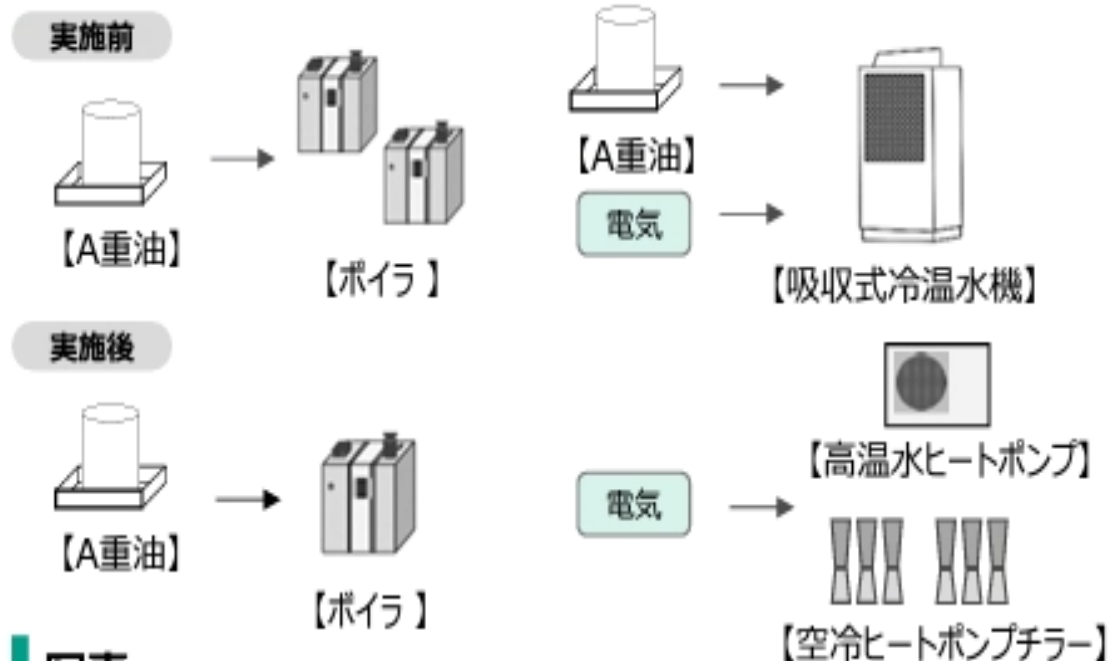 実施前
【A重油】
【ボイラ 】
【A重油】
電気
【吸収式冷温水機】
実施後
【A重油】
【ボイラ 】
電気
【高温水ヒートポンプ】
【空冷ヒートポンプチラー】